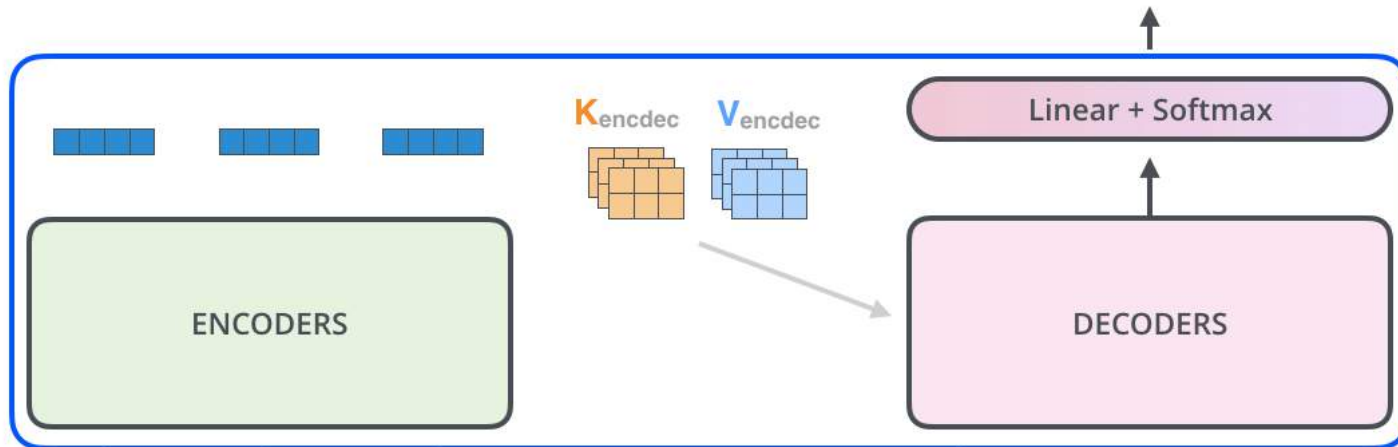 Kencdec
Vencdec
Linear + Softmax
ENCODERS
DECODERS